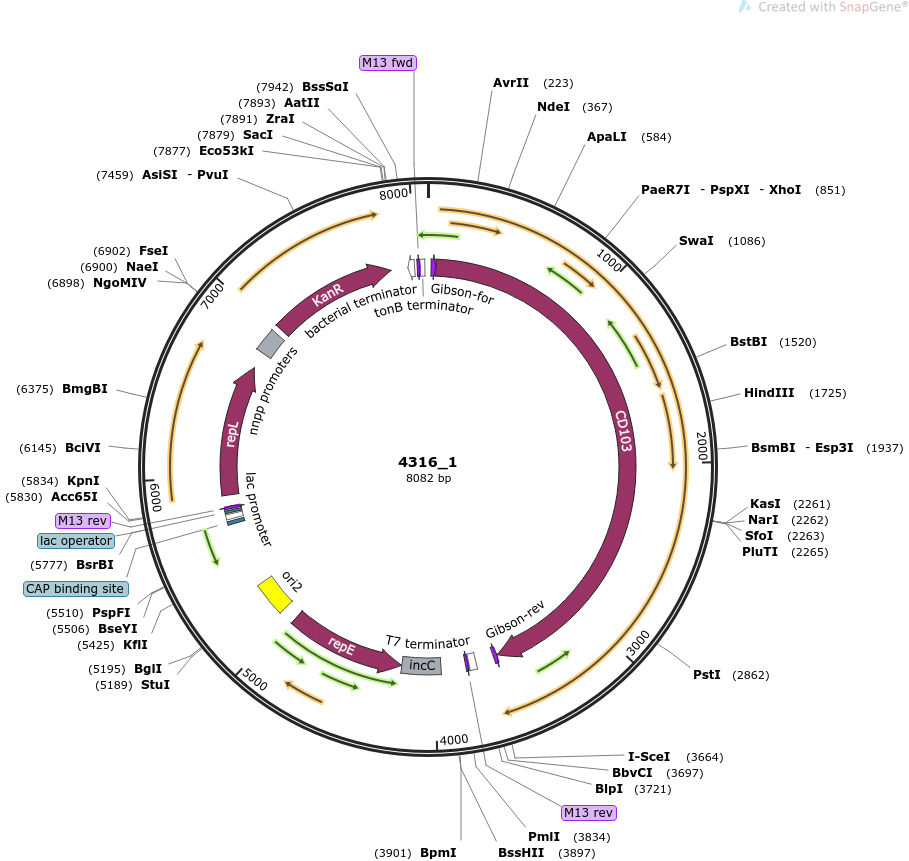 Created with SnapGene®
M13 fwd
(7942) BssSαI
(7893) AatII
(7891) ZraI
(7879) SacI
(7877) Eco53kI
(7459) AsiSI - PvuI
(6902) FseI
(6900) NaeI
(6898) NgoMIV
(6375) BmgBI
(6145) BciVI
(5834) KpnI
(5830) Acc65I
M13 rev
lac operator
(5777) BsrBI
CAP binding site
(5510) PspFI
(5506) BseYI
(5425) KflI
(5195) BglI
(5189) StuI
AvrII (223)
NdeI (367)
ApaLI (584)
PaeR7I - PspXI - XhoI (851)
SwaI (1086)
BstBI (1520)
HindIII (1725)
BsmBI - Esp3I (1937)
KasI (2261)
NarI (2262)
SfoI (2263)
PluTI (2265)
PstI (2862)
I-SceI (3664)
BbvCI (3697)
BlpI (3721)
M13 rev
PmlI (3834)
BssHII (3897)
(3901) BpmI
8000
1000
2000
3000
4000
5000
6000
7000
KanR
bacterial terminator
tonB terminator
Gibson-for
nnpp promoters
repL
CD103
lac promoter
ori2
repE
incC
T7 terminator
Gibson-rev
4316_1
8082 bp